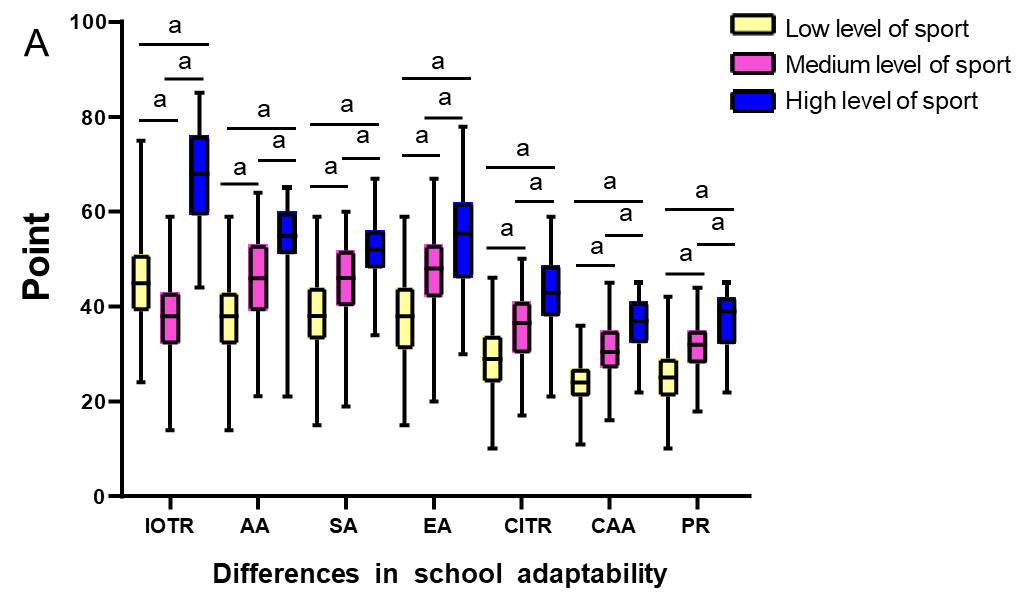 A
Point
100
80
60
40
20
0
a a a
a a a
a a a
a a a
a a a
a a a
a a a
IOTR AA SA EA CITR CAA PR
Differences in school adaptability
Low level of sport
Medium level of sport
High level of sport